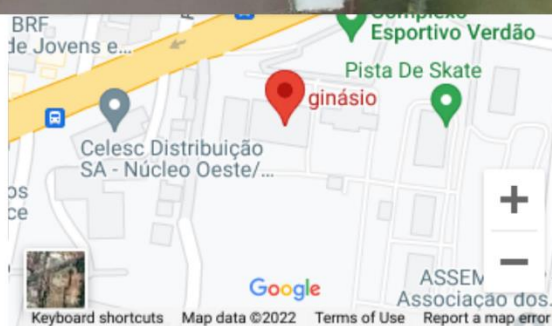 BRF
de Jovens e...
Complexo
Esportivo Verdão
Pista De Skate
ginásio
Celesc Distribuição
SA - Núcleo Oeste/...
os
ce
+
−
Google
ASSEM
Associação dos.
Keyboard shortcuts Map data ©2022 Terms of Use Report a map error